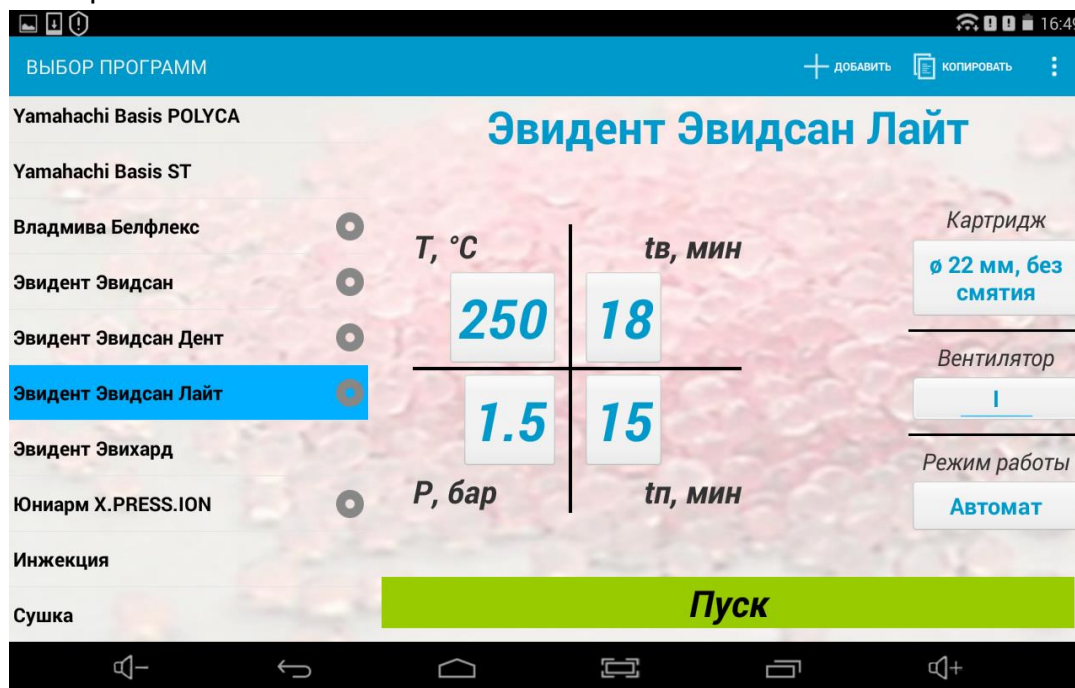 16:49
ВЫБОР ПРОГРАММ
ДОБАВИТЬ
КОПИРОВАТЬ
Yamahachi Basis POLYCA
Yamahachi Basis ST
Владмива Белфлекс
Эвидент Эвидсан
Эвидент Эвидсан Дент
Эвидент Эвидсан Лайт
Эвидент Эвихард
Юниарм X.PRESS.ION
Инжекция
Сушка
Эвидент Эвидсан Лайт
T, °C
tв, мин
250
18
1.5
15
P, бар
tп, мин
Картридж
ø 22 мм, без
смятия
Вентилятор
I
Режим работы
Автомат
Пуск